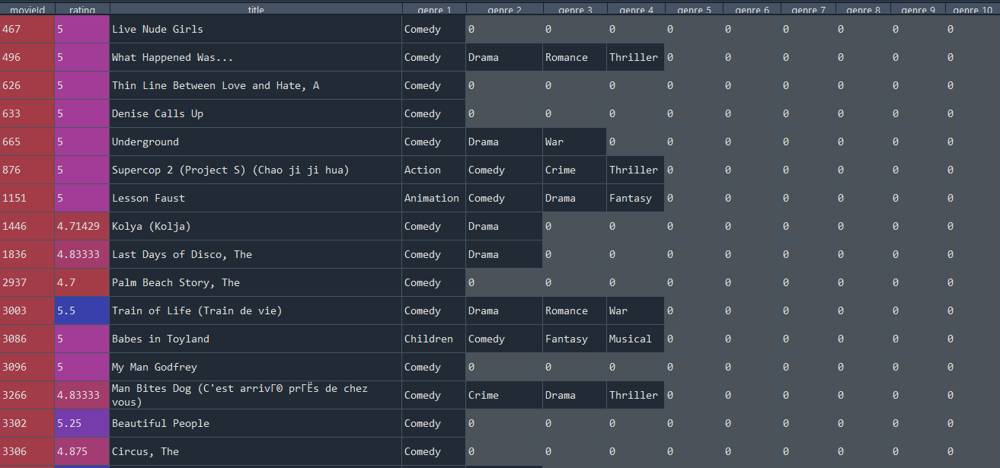 movieId rating title genre 1 genre 2 genre 3 genre 4 genre 5 genre 6 genre 7 genre 8 genre 9 genre 10
467 5 Live Nude Girls Comedy 0 0 0 0 0 0 0 0 0
496 5 What Happened Was... Comedy Drama Romance Thriller 0 0 0 0 0 0
626 5 Thin Line Between Love and Hate, A Comedy 0 0 0 0 0 0 0 0 0
633 5 Denise Calls Up Comedy 0 0 0 0 0 0 0 0 0
665 5 Underground Comedy Drama War 0 0 0 0 0 0 0
876 5 Supercop 2 (Project S) (Chao ji ji hua) Action Comedy Crime Thriller 0 0 0 0 0 0
1151 5 Lesson Faust Animation Comedy Drama Fantasy 0 0 0 0 0 0
1446 4.71429 Kolya (Kolja) Comedy Drama 0 0 0 0 0 0 0 0
1836 4.83333 Last Days of Disco, The Comedy Drama 0 0 0 0 0 0 0 0
2937 4.7 Palm Beach Story, The Comedy 0 0 0 0 0 0 0 0 0
3003 5.5 Train of Life (Train de vie) Comedy Drama Romance War 0 0 0 0 0 0
3086 5 Babes in Toyland Children Comedy Fantasy Musical 0 0 0 0 0 0
3096 5 My Man Godfrey Comedy 0 0 0 0 0 0 0 0 0
3266 4.83333 Man Bites Dog (C'est arrivГ© prГЁs de chez
vous) Comedy Crime Drama Thriller 0 0 0 0 0 0
3302 5.25 Beautiful People Comedy 0 0 0 0 0 0 0 0 0
3306 4.875 Circus, The Comedy 0 0 0 0 0 0 0 0 0